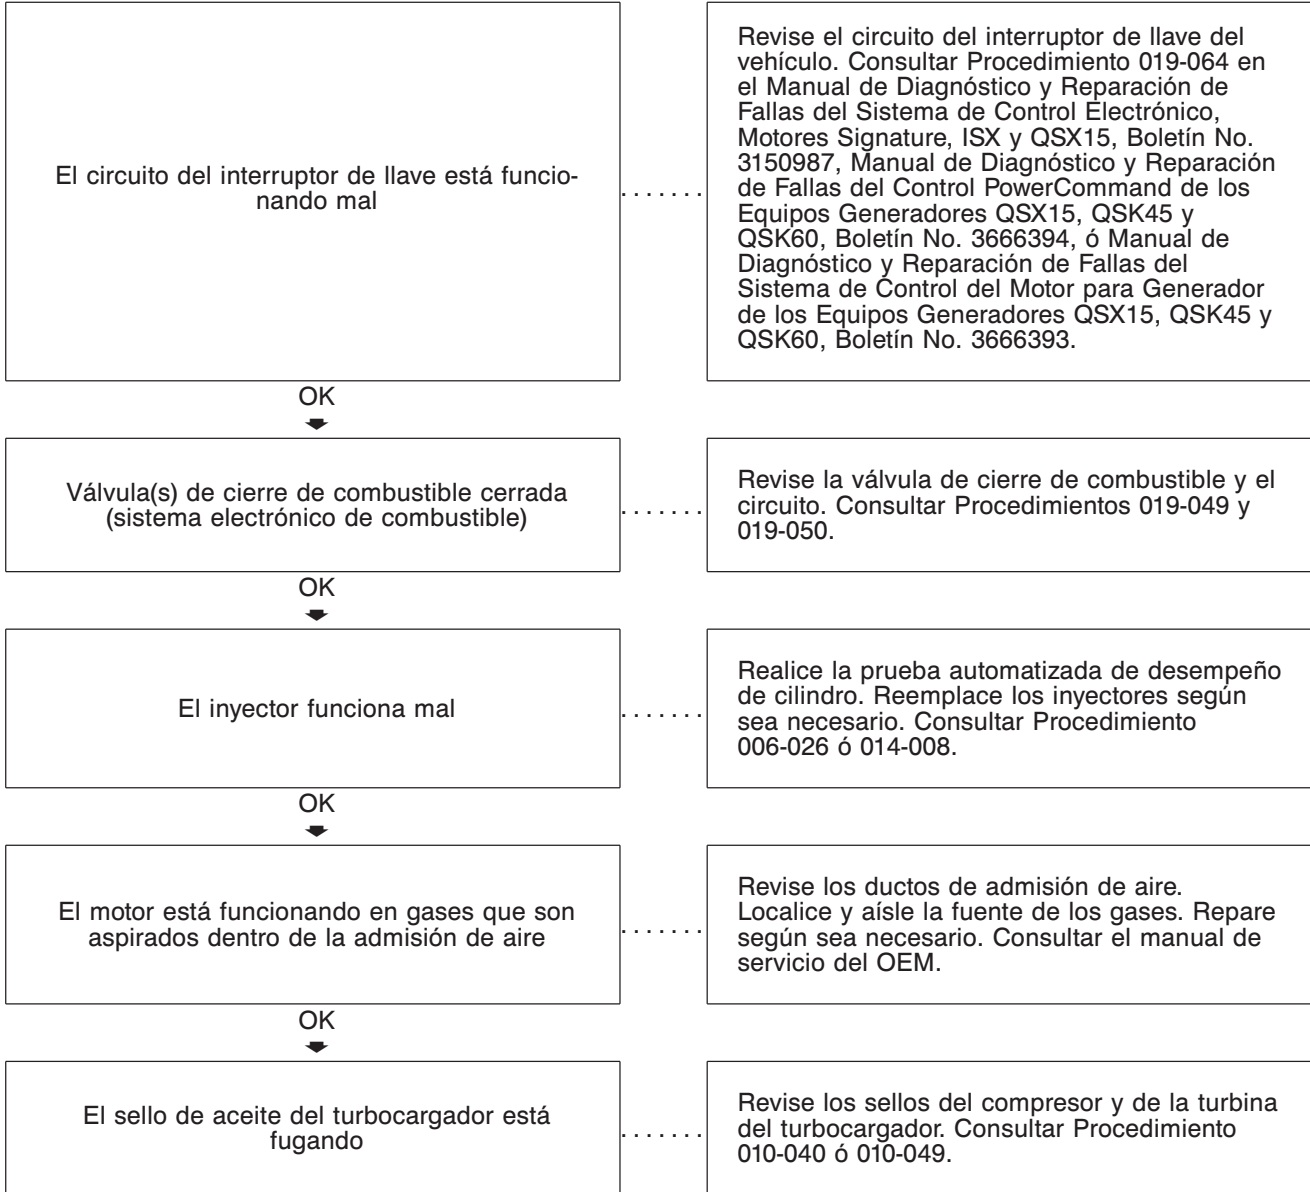 El circuito del interruptor de llave está funcio-
nando mal
.......
Revise el circuito del interruptor de llave del
vehículo. Consultar Procedimiento 019-064 en
el Manual de Diagnóstico y Reparación de
Fallas del Sistema de Control Electrónico,
Motores Signature, ISX y QSX15, Boletín No.
3150987, Manual de Diagnóstico y Reparación
de Fallas del Control PowerCommand de los
Equipos Generadores QSX15, QSK45 y
QSK60, Boletín No. 3666394, ó Manual de
Diagnóstico y Reparación de Fallas del
Sistema de Control del Motor para Generador
de los Equipos Generadores QSX15, QSK45 y
QSK60, Boletín No. 3666393.
OK
Válvula(s) de cierre de combustible cerrada
(sistema electrónico de combustible)
.......
Revise la válvula de cierre de combustible y el
circuito. Consultar Procedimientos 019-049 y
019-050.
OK
El inyector funciona mal
.......
Realice la prueba automatizada de desempeño
de cilindro. Reemplace los inyectores según
sea necesario. Consultar Procedimiento
006-026 ó 014-008.
OK
El motor está funcionando en gases que son
aspirados dentro de la admisión de aire
.......
Revise los ductos de admisión de aire.
Localice y aísle la fuente de los gases. Repare
según sea necesario. Consultar el manual de
servicio del OEM.
OK
El sello de aceite del turbocargador está
fugando
.......
Revise los sellos del compresor y de la turbina
del turbocargador. Consultar Procedimiento
010-040 ó 010-049.